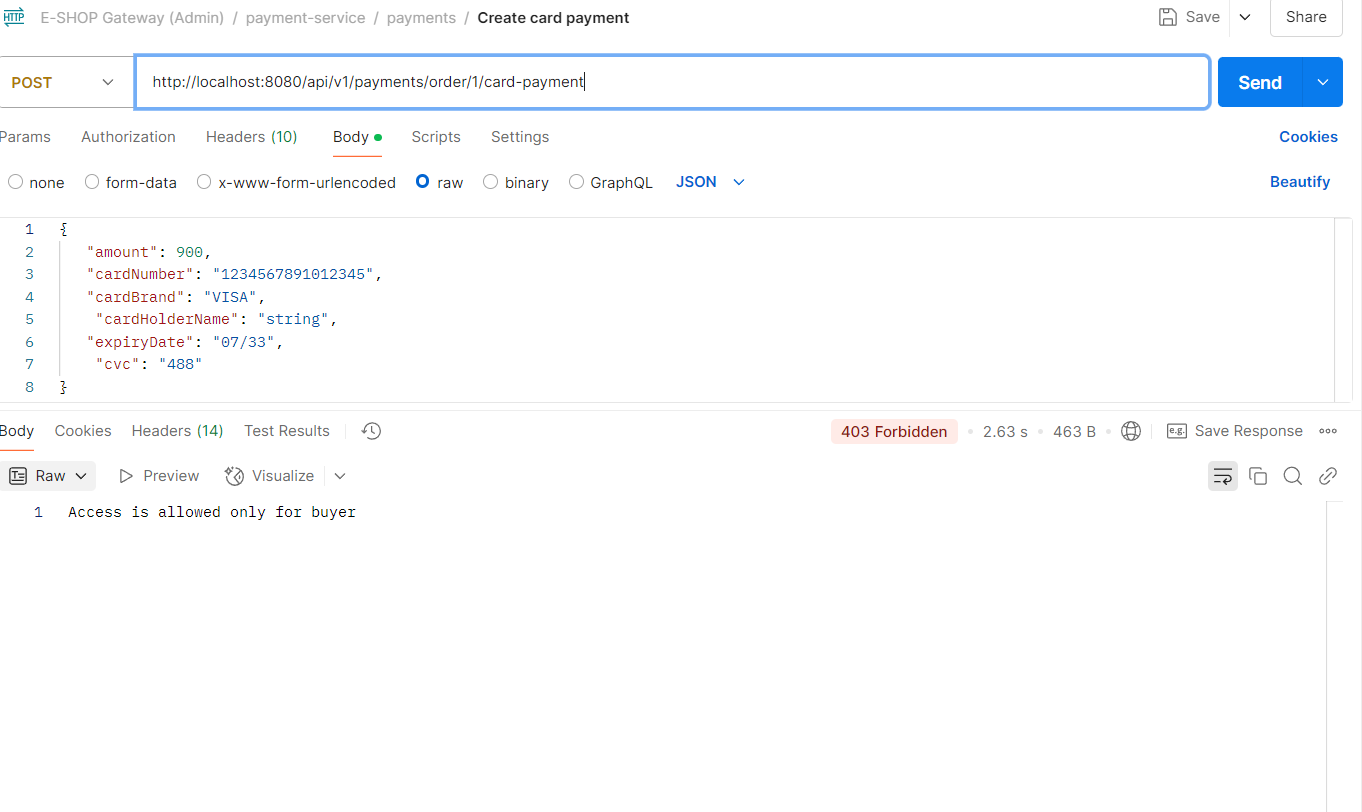 HTTP E-SHOP Gateway (Admin) / payment-service / payments / Create card payment Save Share
POST http://localhost:8080/api/v1/payments/order/1/card-payment Send
Params Authorization Headers (10) Body Scripts Settings Cookies
none form-data x-www-form-urlencoded raw binary GraphQL JSON Beautify
1 {
2 "amount": 900,
3 "cardNumber": "1234567891012345",
4 "cardBrand": "VISA",
5 "cardHolderName": "string",
6 "expiryDate": "07/33",
7 "cvc": "488"
8 }
Body Cookies Headers (14) Test Results 403 Forbidden 2.63 s 463 B e.g. Save Response
Raw Preview Visualize
1 Access is allowed only for buyer